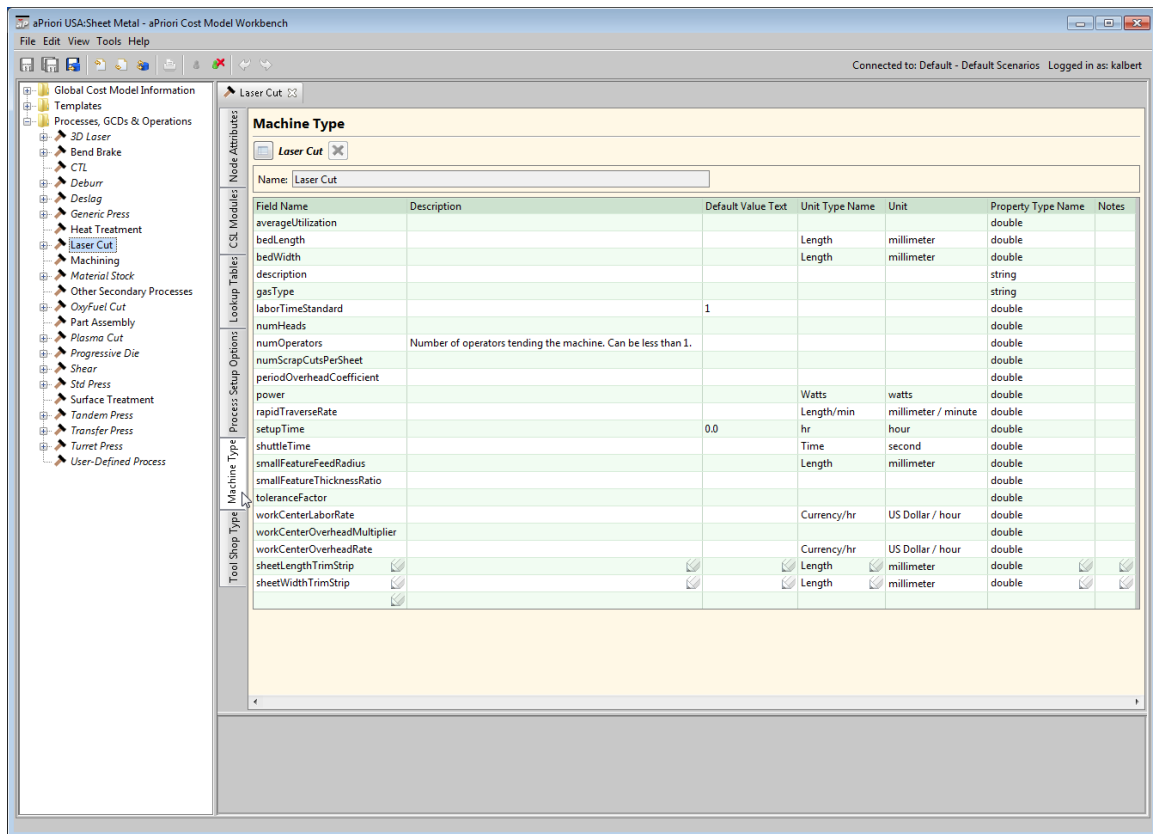 aPriori USA:Sheet Metal - aPriori Cost Model Workbench
File Edit View Tools Help
Connected to: Default - Default Scenarios Logged in as: kalbert
Global Cost Model Information
Templates
Processes, GCDs & Operations
3D Laser
Bend Brake
CTL
Deburr
Deslag
Generic Press
Heat Treatment
Laser Cut
Machining
Material Stock
Other Secondary Processes
OxyFuel Cut
Part Assembly
Plasma Cut
Progressive Die
Shear
Std Press
Surface Treatment
Tandem Press
Transfer Press
Turret Press
User-Defined Process
Laser Cut
Node Attributes
CSL Modules
Lookup Tables
Process Setup Options
Machine Type
Tool Shop Type
Machine Type
Laser Cut
Name: Laser Cut
Field Name Description Default Value Text Unit Type Name Unit Property Type Name Notes
averageUtilization double
bedLength Length millimeter double
bedWidth Length millimeter double
description string
gasType string
laborTimeStandard 1 double
numHeads double
numOperators Number of operators tending the machine. Can be less than 1. double
numScrapCutsPerSheet double
periodOverheadCoefficient double
power Watts watts double
rapidTraverseRate Length/min millimeter / minute double
setupTime 0.0 hr hour double
shuttleTime Time second double
smallFeatureFeedRadius Length millimeter double
smallFeatureThicknessRatio double
toleranceFactor double
workCenterLaborRate Currency/hr US Dollar / hour double
workCenterOverheadMultiplier double
workCenterOverheadRate Currency/hr US Dollar / hour double
sheetLengthTrimStrip Length millimeter double
sheetWidthTrimStrip Length millimeter double